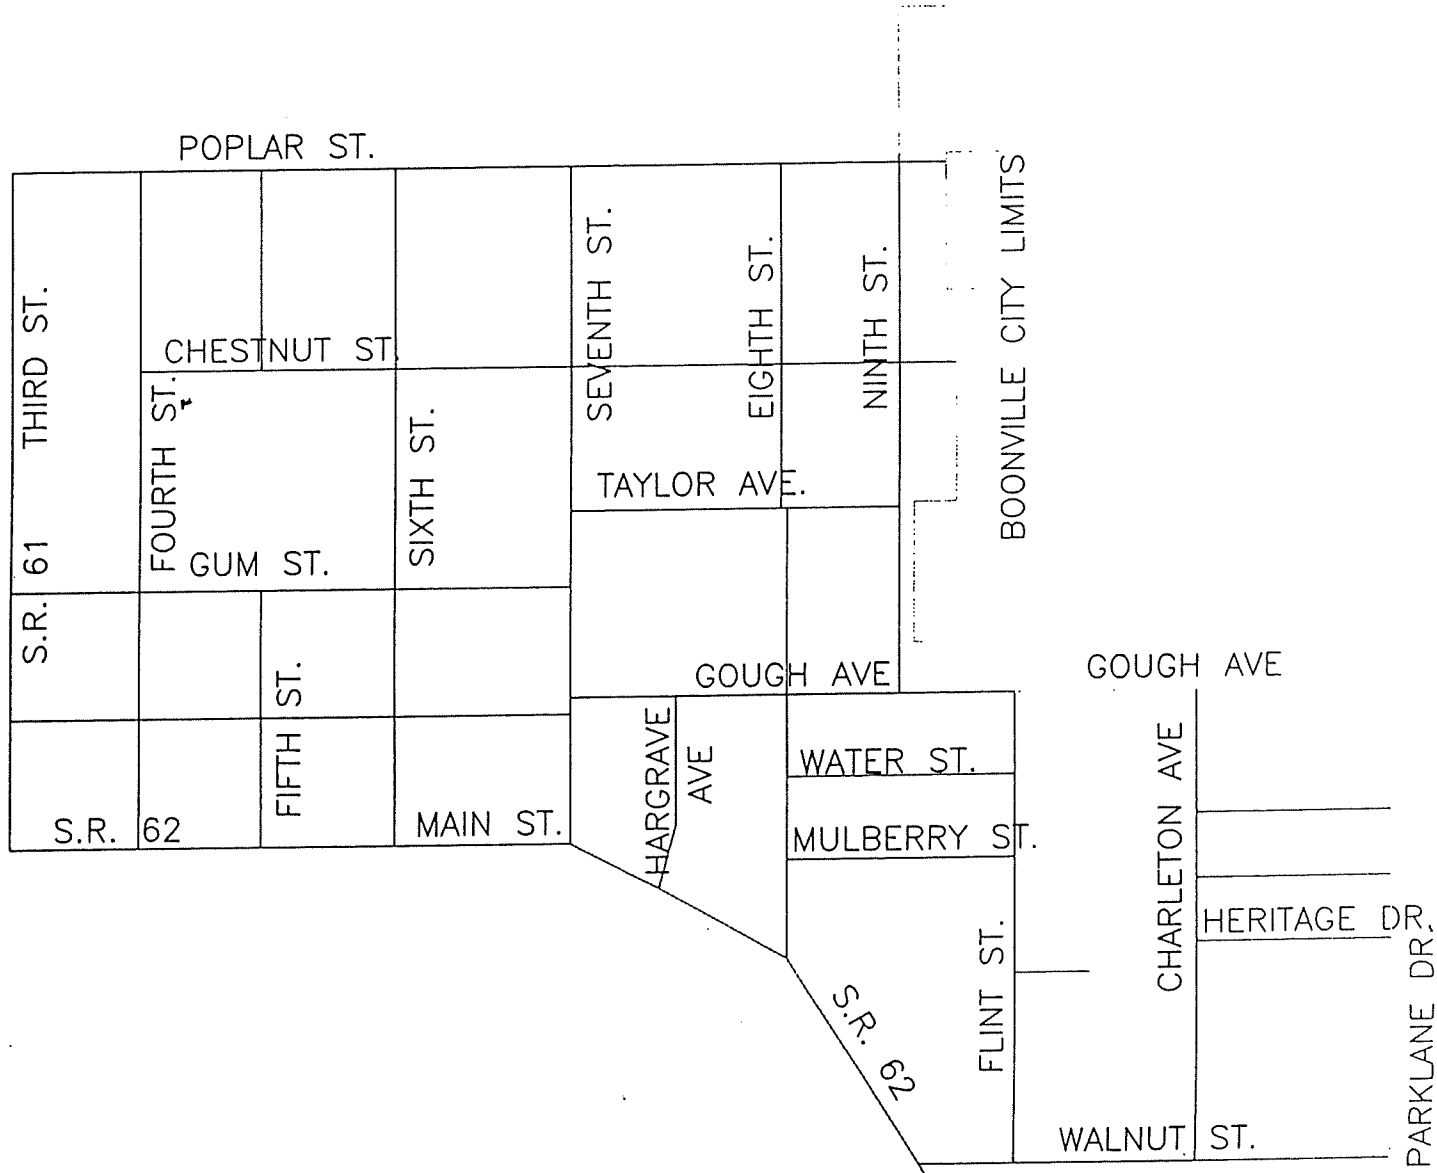 POPLAR ST.
S.R. 61 THIRD ST.
FOURTH ST.
CHESTNUT ST.
SIXTH ST.
SEVENTH ST.
EIGHTH ST.
NINTH ST.
BOONVILLE CITY LIMITS
TAYLOR AVE.
GUM ST.
FIFTH ST.
GOUGH AVE
GOUGH AVE
HARGRAVE
AVE
WATER ST.
MULBERRY ST.
S.R. 62
MAIN ST.
CHARLETON AVE
HERITAGE DR.
FLINT ST.
S.R. 62
PARKLANE DR.
WALNUT ST.